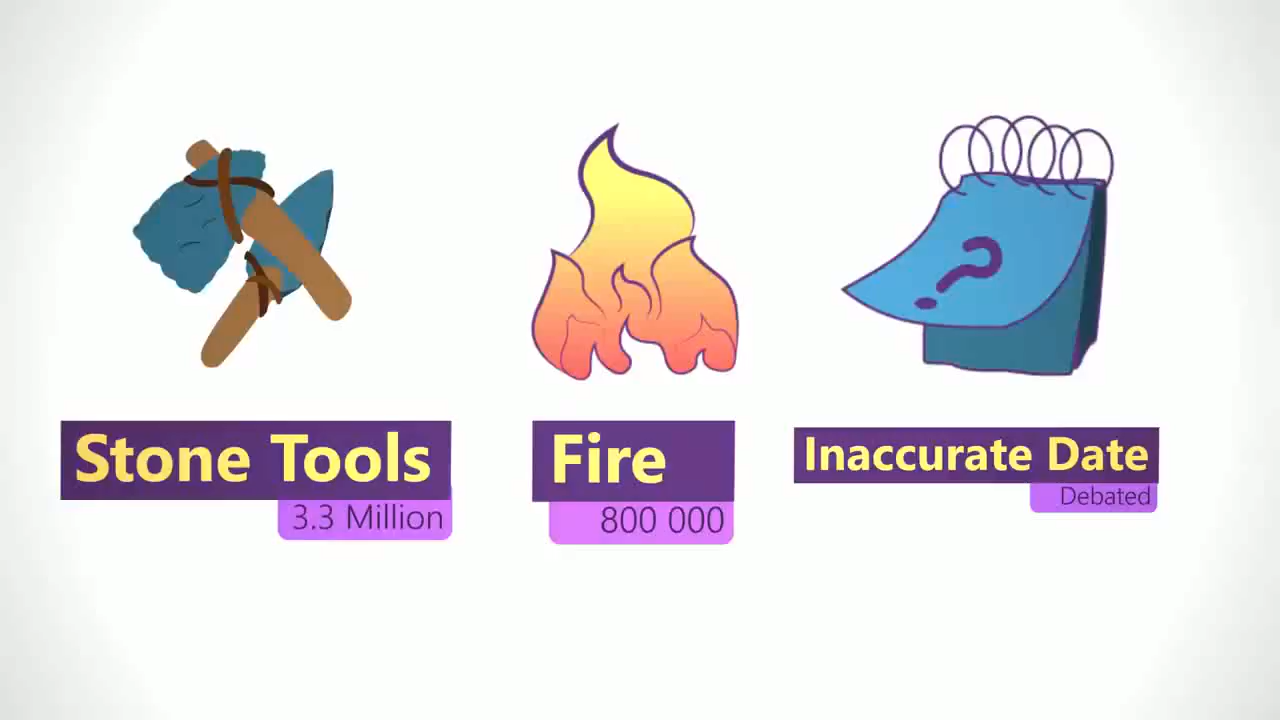 Stone Tools
3.3 Million
Fire
800 000
?
Inaccurate Date
Debated